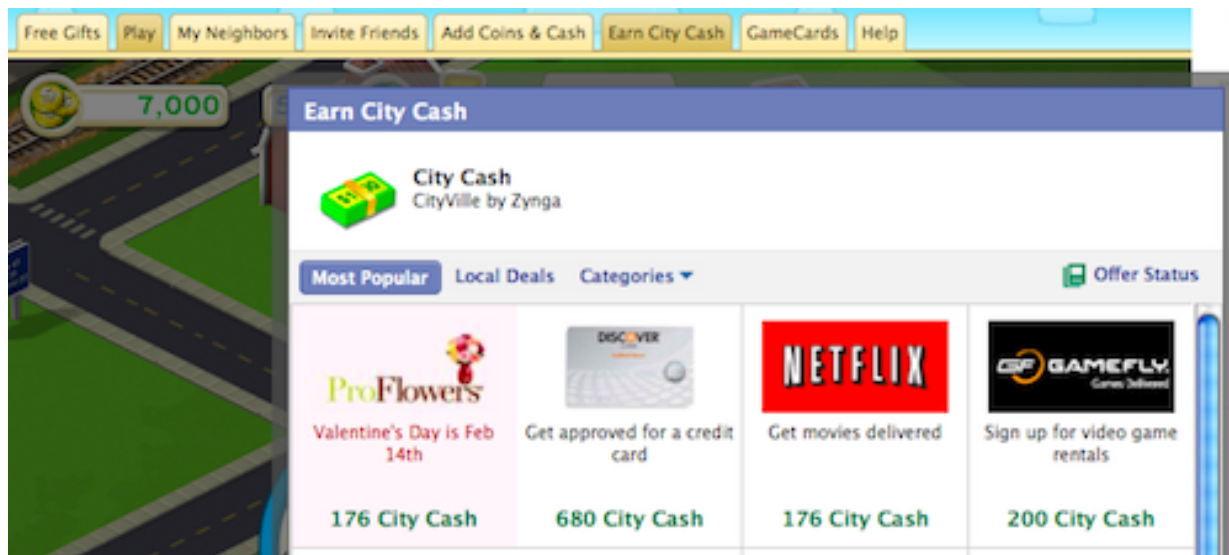 Free Gifts Play My Neighbors Invite Friends Add Coins & Cash Earn City Cash GameCards Help
7,000
Earn City Cash
City Cash
CityVille by Zynga
Most Popular Local Deals Categories Offer Status
ProFlowers DISCOVER NETFLIX GF GAMEFLY.
Games Delivered
Valentine's Day is Feb 14th
Get approved for a credit card
Get movies delivered
Sign up for video game rentals
176 City Cash 680 City Cash 176 City Cash 200 City Cash